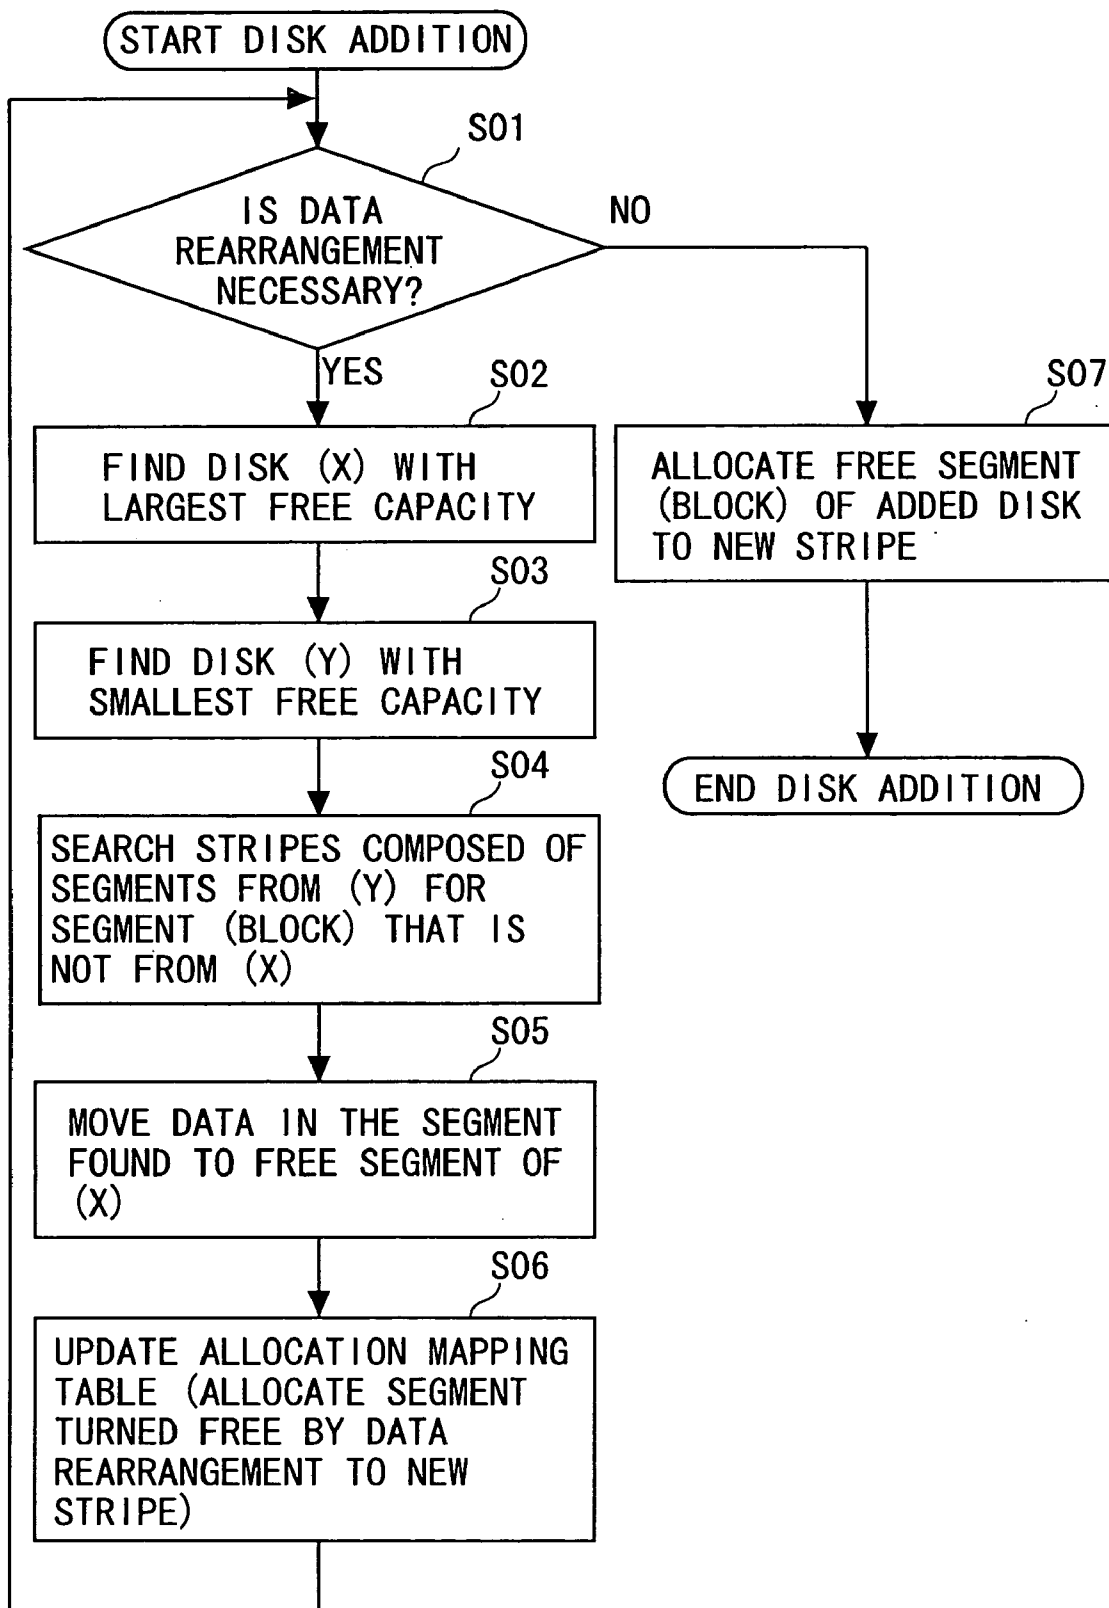 START DISK ADDITION
S01
IS DATA
REARRANGEMENT
NECESSARY?
NO
YES
S02
FIND DISK (X) WITH
LARGEST FREE CAPACITY
S07
ALLOCATE FREE SEGMENT
(BLOCK) OF ADDED DISK
TO NEW STRIPE
S03
FIND DISK (Y) WITH
SMALLEST FREE CAPACITY
END DISK ADDITION
S04
SEARCH STRIPES COMPOSED OF
SEGMENTS FROM (Y) FOR
SEGMENT (BLOCK) THAT IS
NOT FROM (X)
S05
MOVE DATA IN THE SEGMENT
FOUND TO FREE SEGMENT OF
(X)
S06
UPDATE ALLOCATION MAPPING
TABLE (ALLOCATE SEGMENT
TURNED FREE BY DATA
REARRANGEMENT TO NEW
STRIPE)